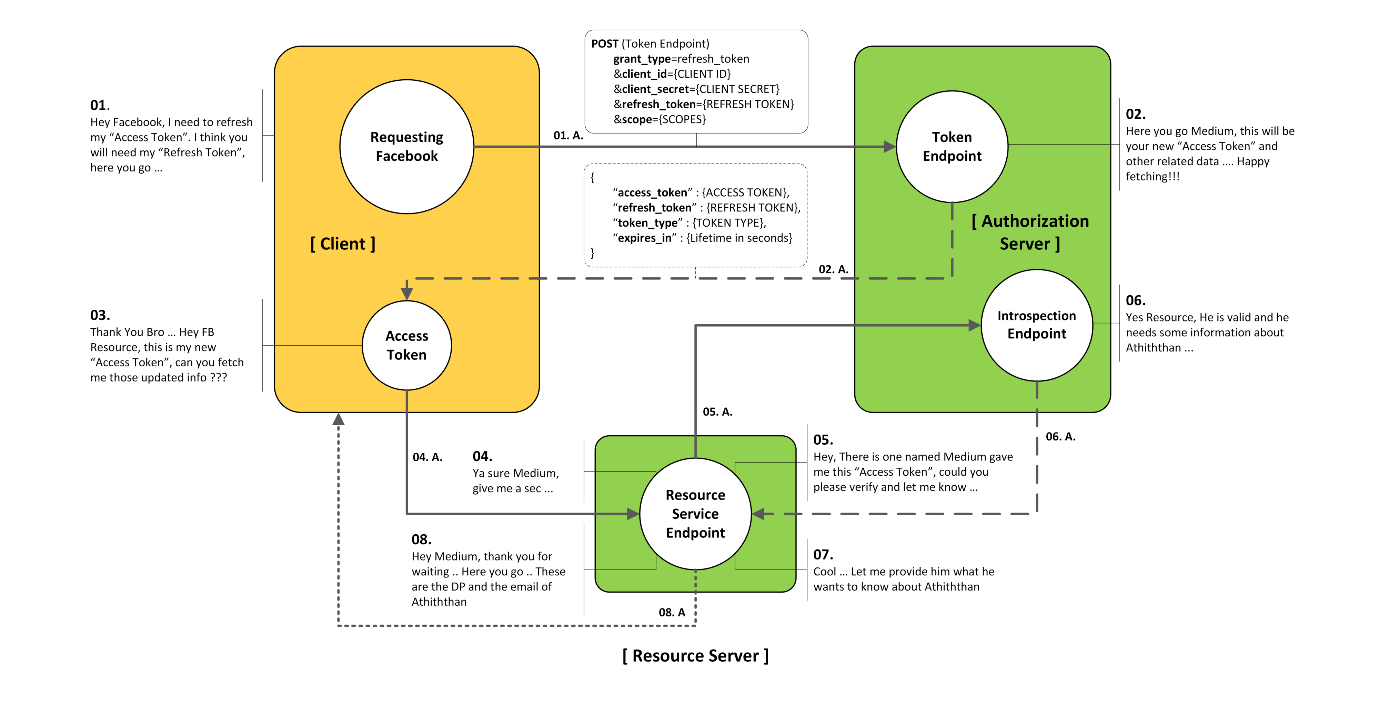 POST (Token Endpoint)
grant_type=refresh_token
&client_id={CLIENT ID}
&client_secret={CLIENT SECRET}
&refresh_token={REFRESH TOKEN}
&scope={SCOPES}
01.
Hey Facebook, I need to refresh
my “Access Token”. I think you
will need my “Refresh Token”,
here you go ...
Requesting
Facebook
01. A.
Token
Endpoint
02.
Here you go Medium, this will be
your new “Access Token” and
other related data .... Happy
fetching!!!
{
“access_token” : {ACCESS TOKEN},
“refresh_token” : {REFRESH TOKEN},
“token_type” : {TOKEN TYPE},
“expires_in” : {Lifetime in seconds}
}
[ Client ]
[ Authorization
Server ]
02. A.
03.
Thank You Bro ... Hey FB
Resource, this is my new
“Access Token”, can you fetch
me those updated info ???
Access
Token
Introspection
Endpoint
06.
Yes Resource, He is valid and he
needs some information about
Athiththan ...
05. A.
06. A.
04. A.
04.
Ya sure Medium,
give me a sec ...
05.
Hey, There is one named Medium gave
me this “Access Token”, could you
please verify and let me know ...
Resource
Service
Endpoint
08.
Hey Medium, thank you for
waiting .. Here you go .. These
are the DP and the email of
Athiththan
07.
Cool ... Let me provide him what he
wants to know about Athiththan
08. A
[ Resource Server ]